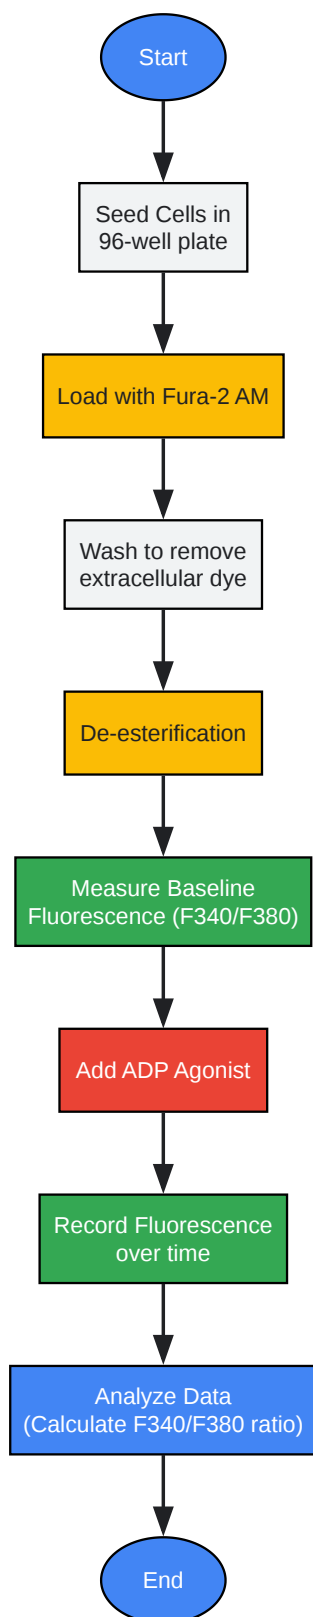 Start
Seed Cells in
96-well plate
Load with Fura-2 AM
Wash to remove
extracellular dye
De-esterification
Measure Baseline
Fluorescence (F340/F380)
Add ADP Agonist
Record Fluorescence
over time
Analyze Data
(Calculate F340/F380 ratio)
End